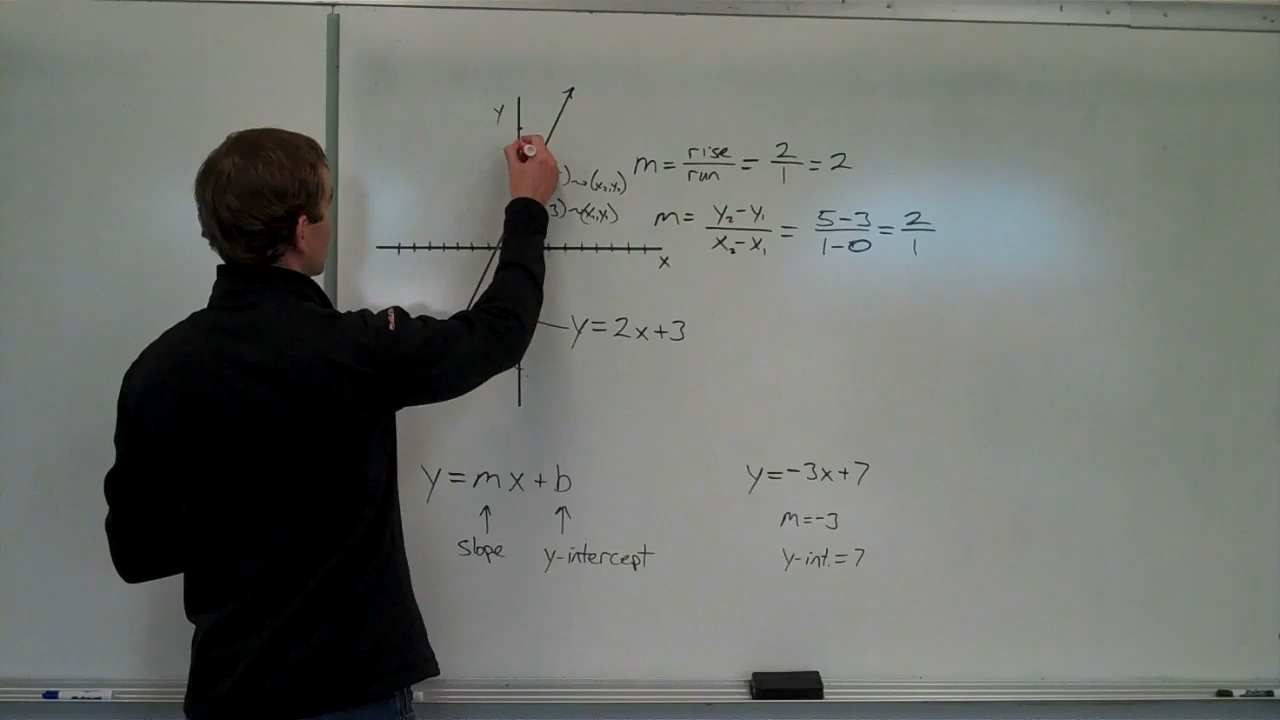 y
m = rise/run = 2/1 = 2
)~(x₂,y₂)
3)~(x₁,y₁)
m = y₂-y₁/x₂-x₁ = 5-3/1-0 = 2/1
x
y=2x+3
y=mx+b
↑ ↑
slope y-intercept
y=-3x+7
m=-3
y-int.=7